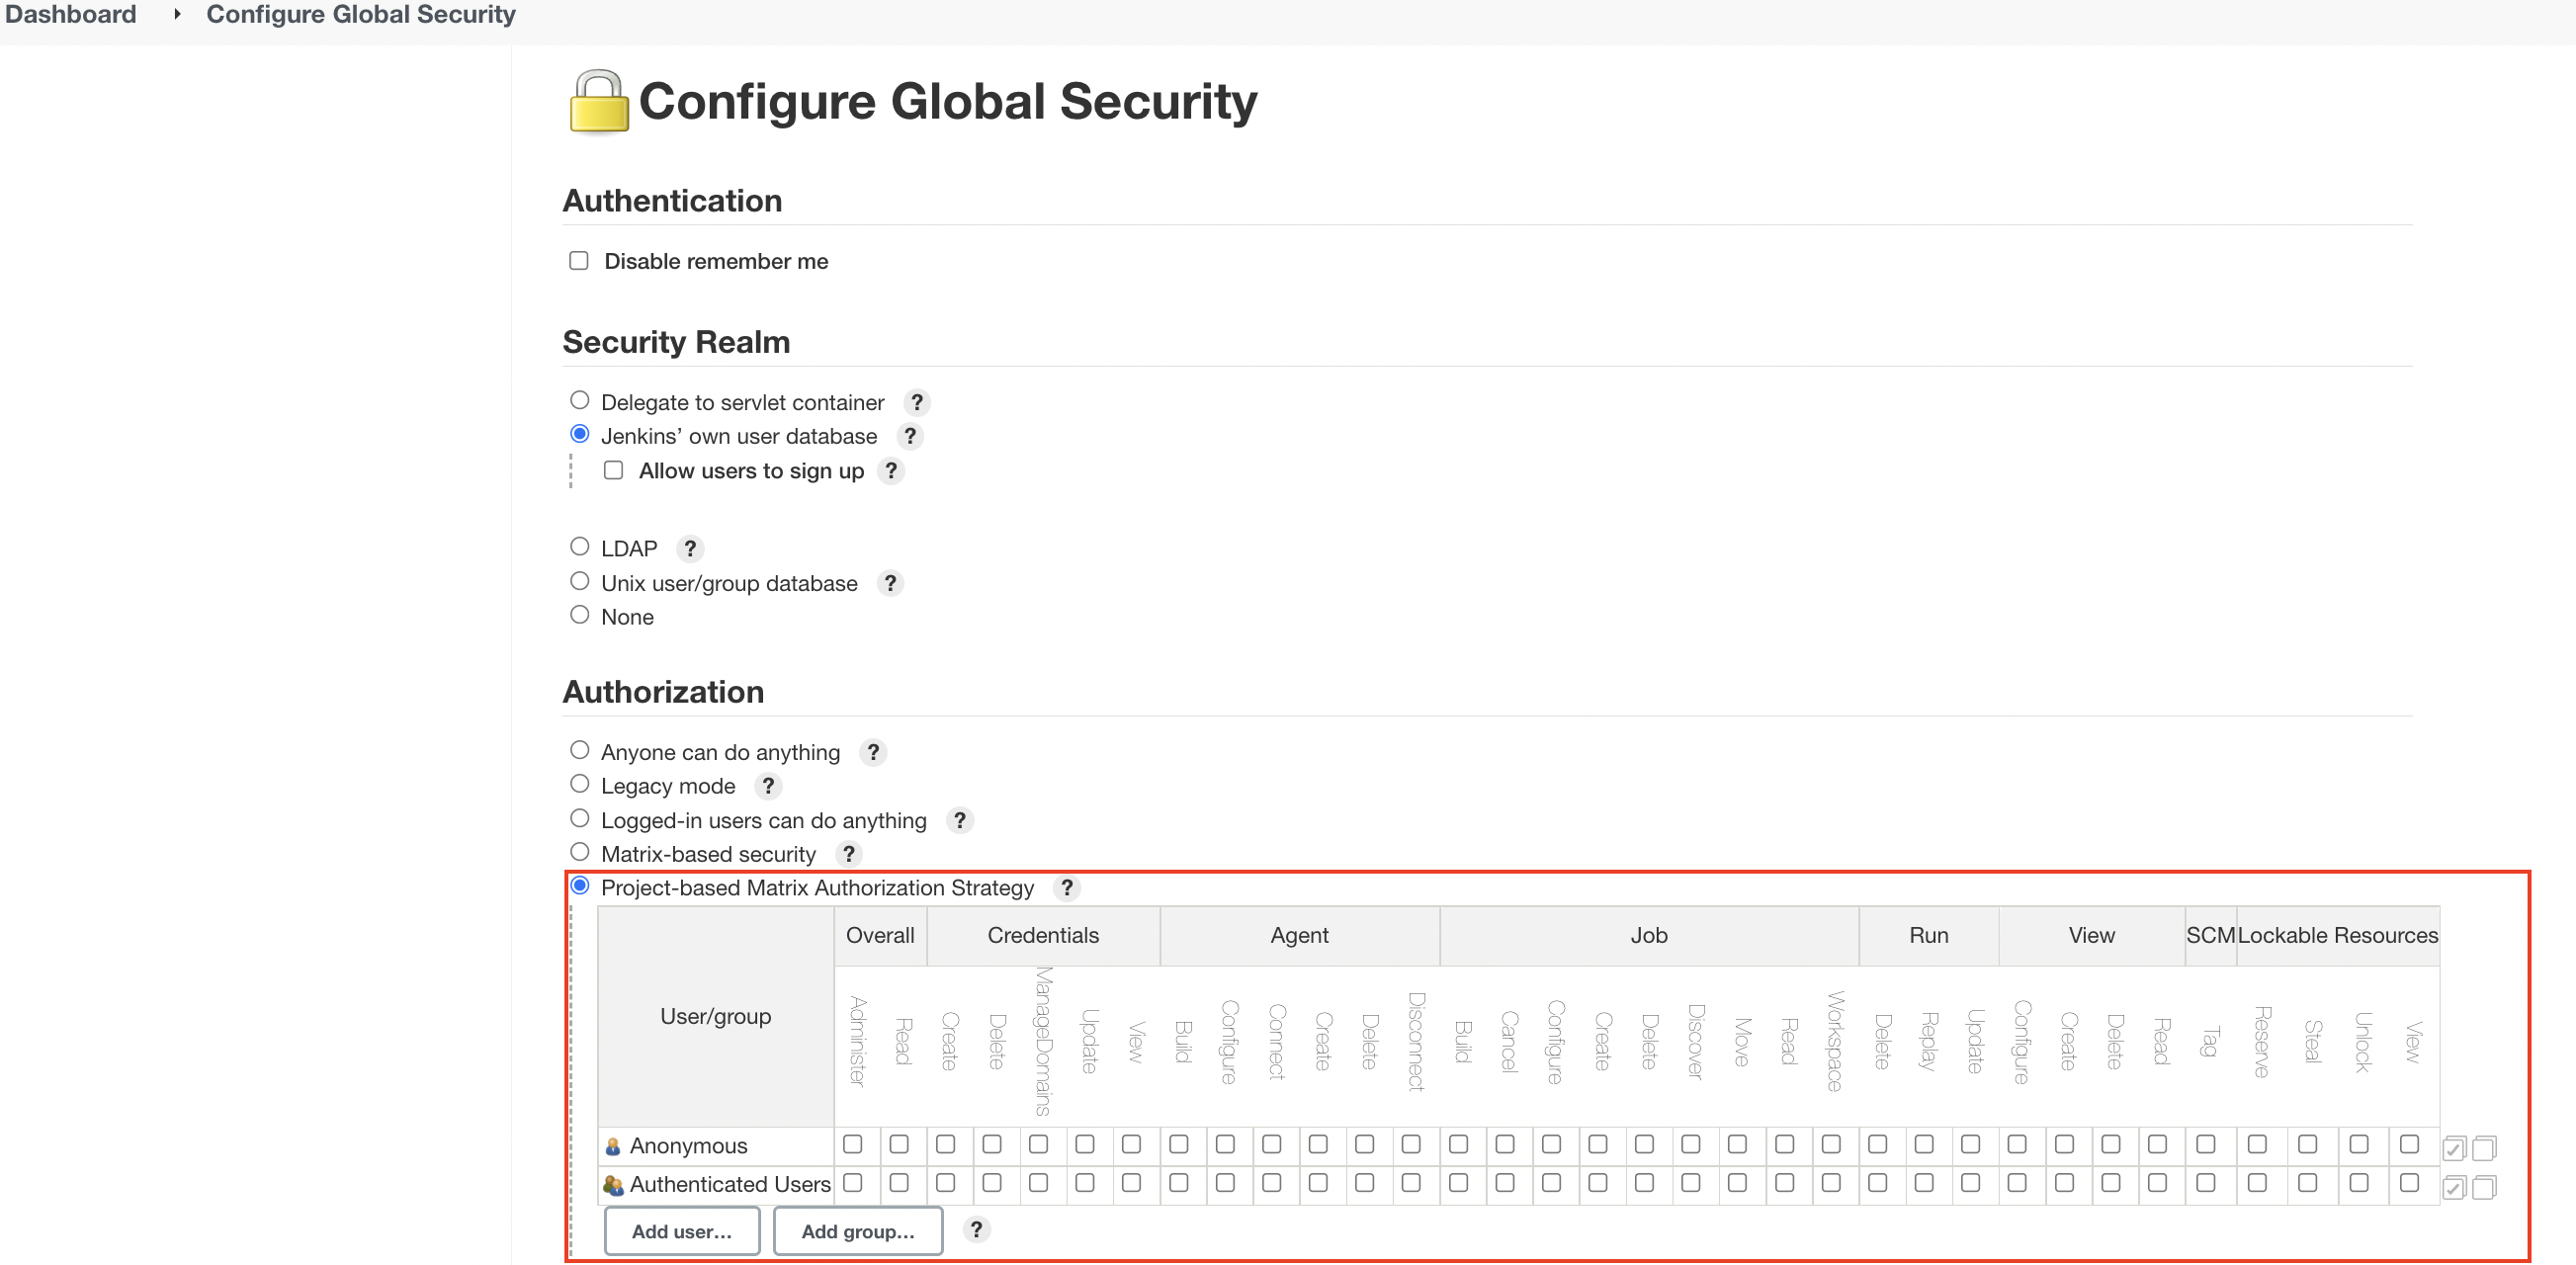 Dashboard Configure Global Security
Configure Global Security
Authentication
Disable remember me
Security Realm
Delegate to servlet container ?
Jenkins’ own user database ?
Allow users to sign up ?
LDAP ?
Unix user/group database ?
None
Authorization
Anyone can do anything ?
Legacy mode ?
Logged-in users can do anything ?
Matrix-based security ?
Project-based Matrix Authorization Strategy ?
User/group Overall Credentials Agent Job Run View SCM Lockable Resources
Administer Read Create Delete ManageDomains Update View Build Configure Connect Create Delete Disconnect Build Cancel Configure Create Delete Discover Move Read Workspace Delete Replay Update Configure Create Delete Read Tag Reserve Steal Unlock View
Anonymous
Authenticated Users
Add user... Add group... ?